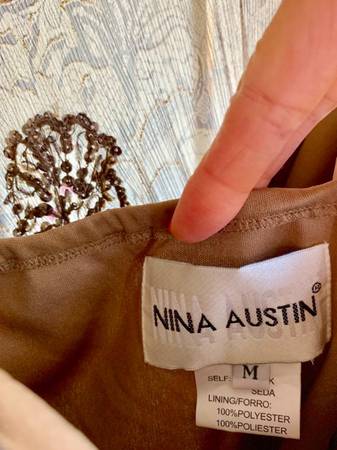 NINA AUSTIN®
M
SELF: K
SEDA
LINING/FORRO:
100%POLYESTER
100%POLIESTER